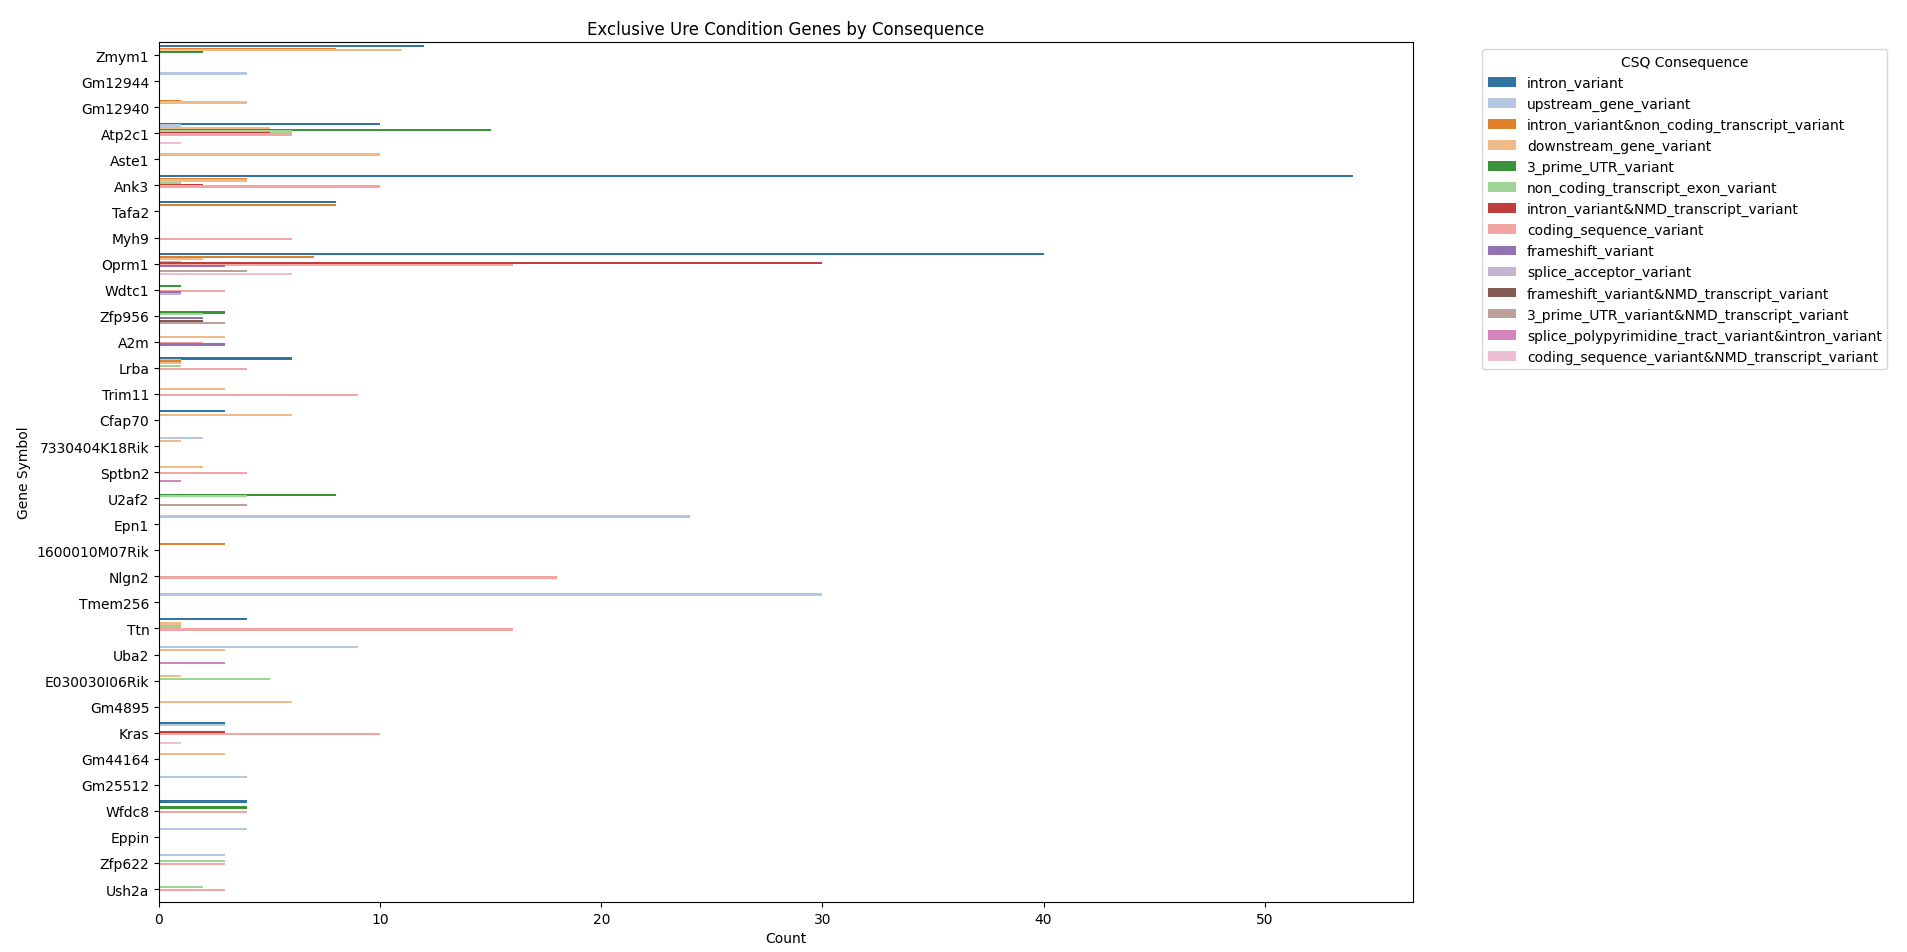 Exclusive Ure Condition Genes by Consequence
Gene Symbol
Zmym1
Gm12944
Gm12940
Atp2c1
Aste1
Ank3
Tafa2
Myh9
Oprm1
Wdtc1
Zfp956
A2m
Lrba
Trim11
Cfap70
7330404K18Rik
Sptbn2
U2af2
Epn1
1600010M07Rik
Nlgn2
Tmem256
Ttn
Uba2
E030030I06Rik
Gm4895
Kras
Gm44164
Gm25512
Wfdc8
Eppin
Zfp622
Ush2a
0 10 20 30 40 50
Count
CSQ Consequence
intron_variant
upstream_gene_variant
intron_variant&non_coding_transcript_variant
downstream_gene_variant
3_prime_UTR_variant
non_coding_transcript_exon_variant
intron_variant&NMD_transcript_variant
coding_sequence_variant
frameshift_variant
splice_acceptor_variant
frameshift_variant&NMD_transcript_variant
3_prime_UTR_variant&NMD_transcript_variant
splice_polypyrimidine_tract_variant&intron_variant
coding_sequence_variant&NMD_transcript_variant